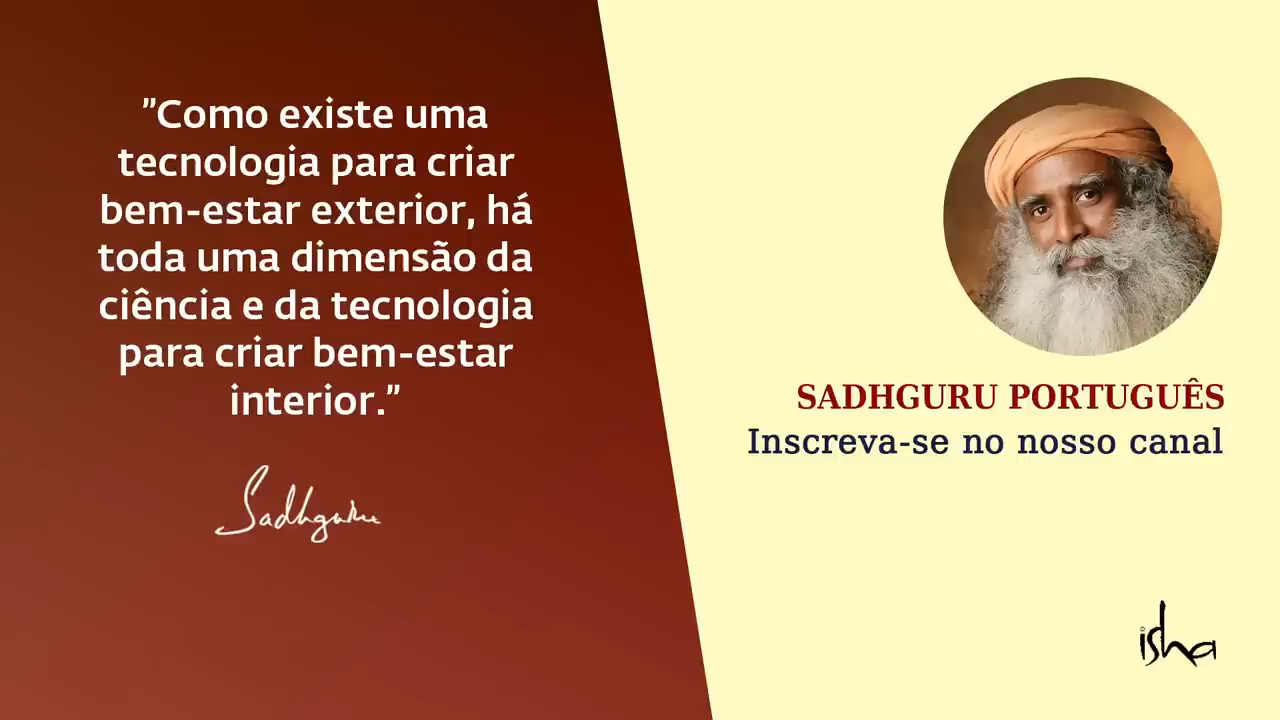 "Como existe uma
tecnologia para criar
bem-estar exterior, há
toda uma dimensão da
ciência e da tecnologia
para criar bem-estar
interior."
Sadhguru
SADHGURU PORTUGUÊS
Inscreva-se no nosso canal
isha